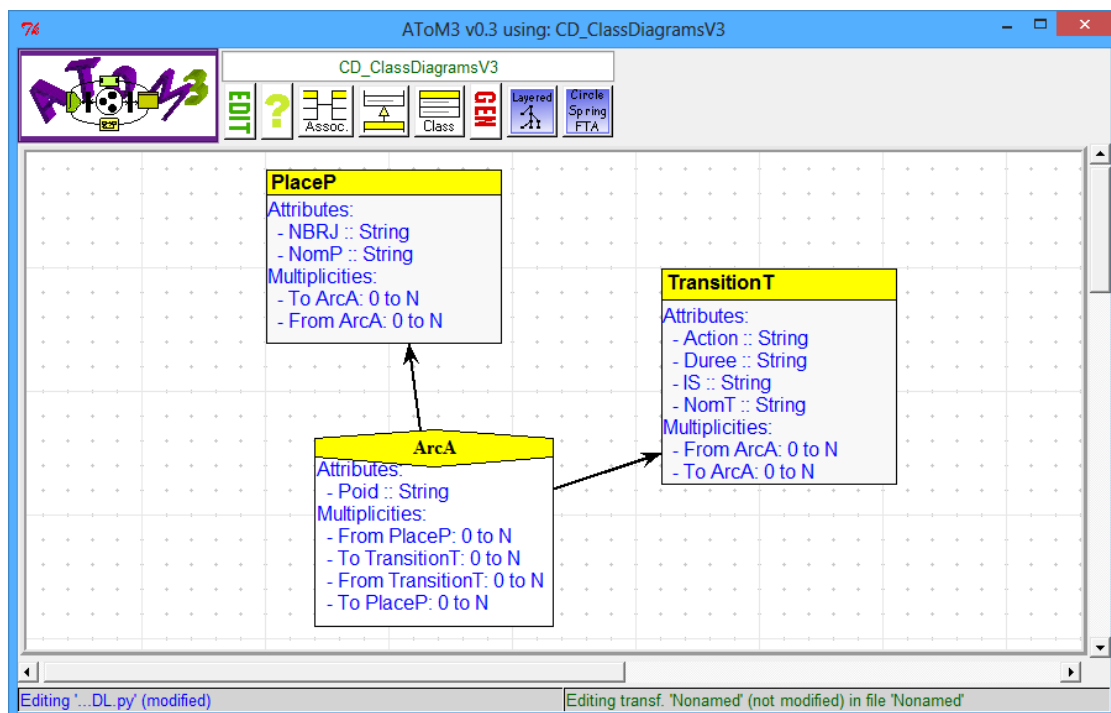 AToM3 v0.3 using: CD_ClassDiagramsV3
ATOM3
CD_ClassDiagramsV3
EDIT
?
Assoc.
Class
GEN
Layered
Circle
Spring
FTA
PlaceP
Attributes:
- NBRJ :: String
- NomP :: String
Multiplicities:
- To ArcA: 0 to N
- From ArcA: 0 to N
TransitionT
Attributes:
- Action :: String
- Duree :: String
- IS :: String
- NomT :: String
Multiplicities:
- From ArcA: 0 to N
- To ArcA: 0 to N
ArcA
Attributes:
- Poid :: String
Multiplicities:
- From PlaceP: 0 to N
- To TransitionT: 0 to N
- From TransitionT: 0 to N
- To PlaceP: 0 to N
Editing '...DL.py' (modified)
Editing transf. 'Nonamed' (not modified) in file 'Nonamed'